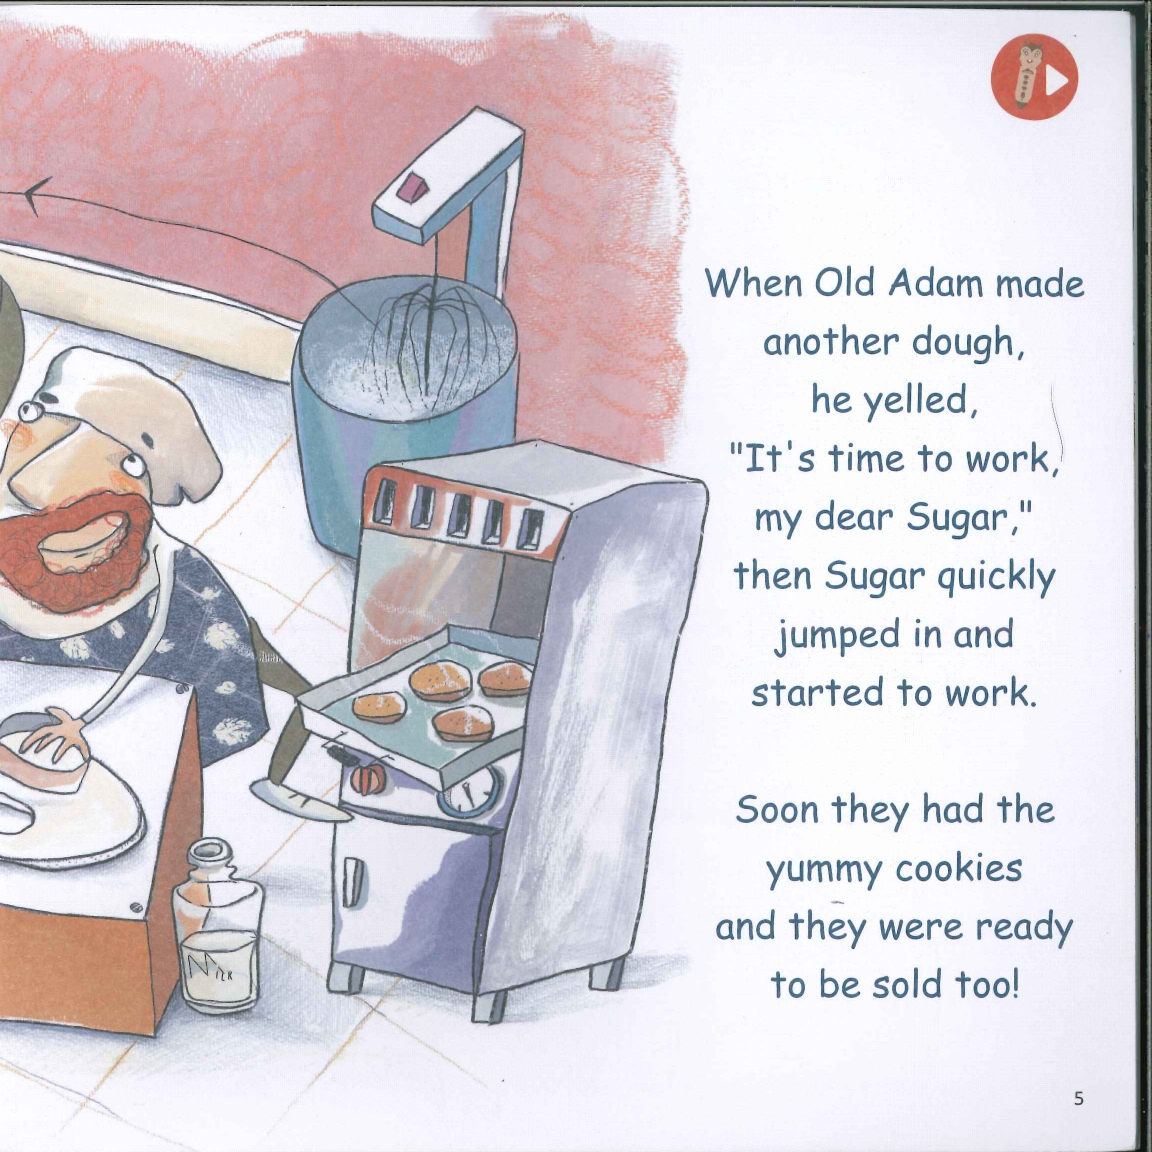 When Old Adam made
another dough,
he yelled,
"It's time to work,
my dear Sugar,"
then Sugar quickly
jumped in and
started to work.
Soon they had the
yummy cookies
and they were ready
to be sold too!
MILK
5